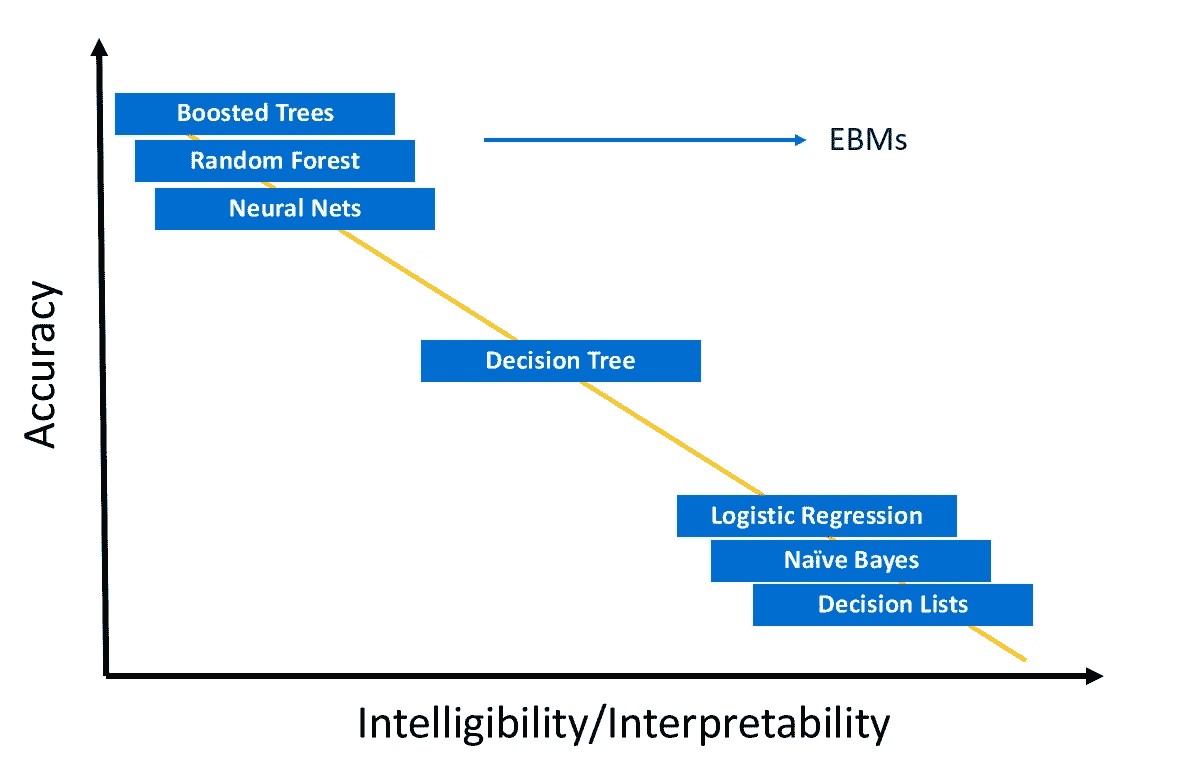 Boosted Trees
EBMs
Random Forest
Neural Nets
Decision Tree
Accuracy
Logistic Regression
Naïve Bayes
Decision Lists
Intelligibility/Interpretability